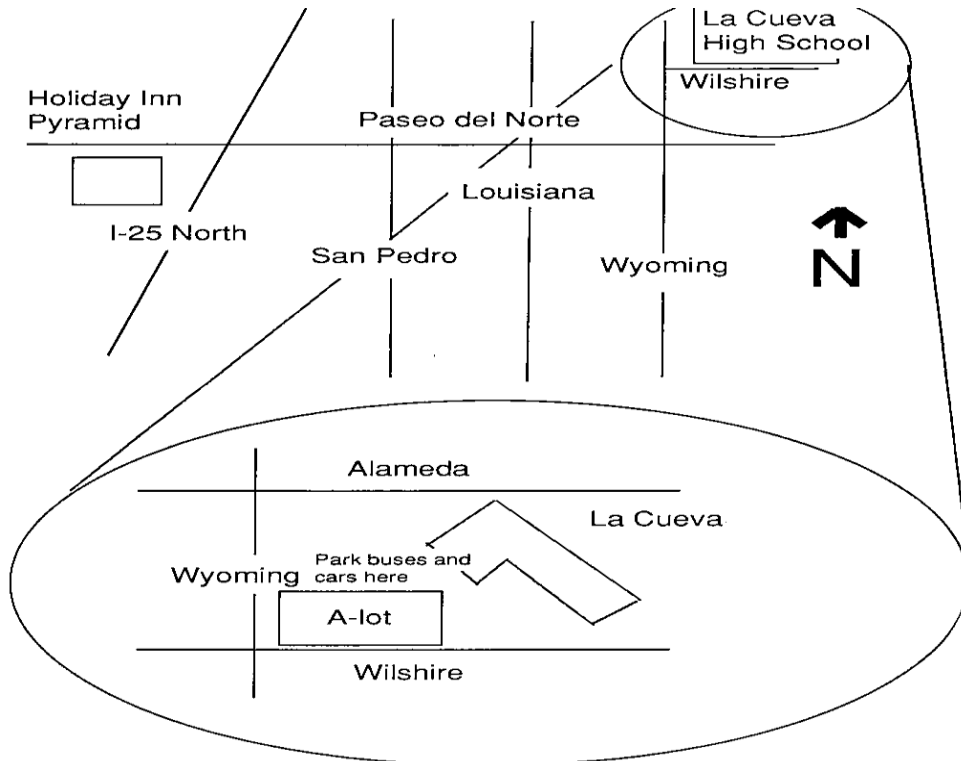 La Cueva
High School
Wilshire
Holiday Inn
Pyramid
Paseo del Norte
Louisiana
I-25 North
San Pedro
Wyoming
N
Alameda
La Cueva
Park buses and
Wyoming cars here
A-lot
Wilshire